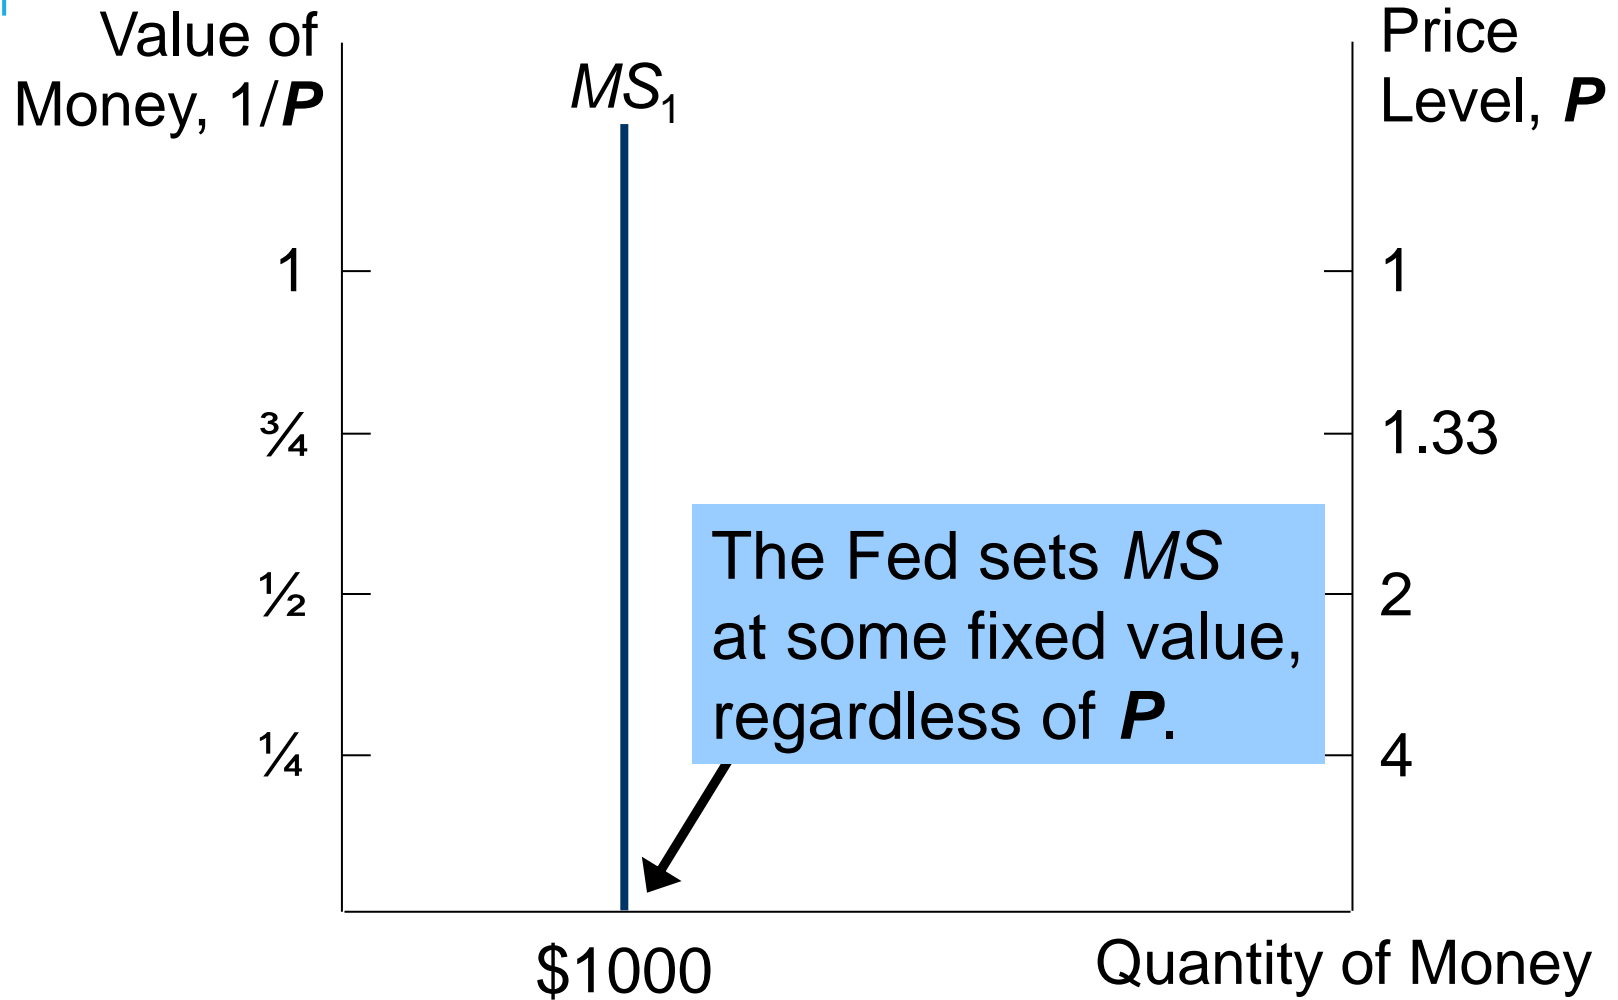 Value of
Money, 1/P
Price
Level, P
MS₁
1
¾
½
¼
1
1.33
2
4
The Fed sets MS
at some fixed value,
regardless of P.
$1000
Quantity of Money